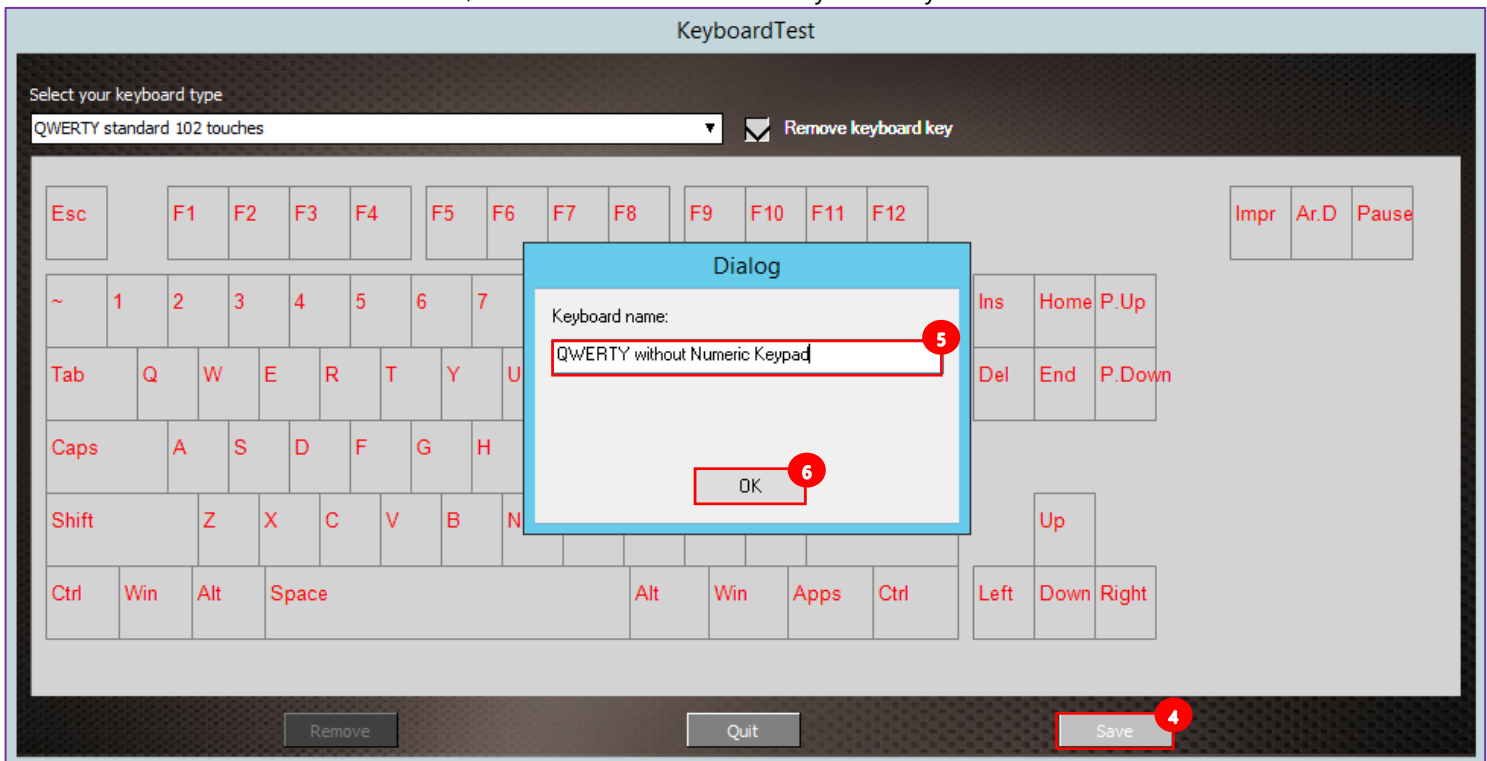 KeyboardTest
Select your keyboard type
QWERTY standard 102 touches
Remove keyboard key
Esc F1 F2 F3 F4 F5 F6 F7 F8 F9 F10 F11 F12 Impr Ar.D Pause
Dialog
~ 1 2 3 4 5 6 7 Ins Home P.Up
Keyboard name:
5
QWERTY without Numeric Keypad
Tab Q W E R T Y U Del End P.Down
Caps A S D F G H
6
OK
Shift Z X C V B N Up
Ctrl Win Alt Space Alt Win Apps Ctrl Left Down Right
4
Remove Quit Save